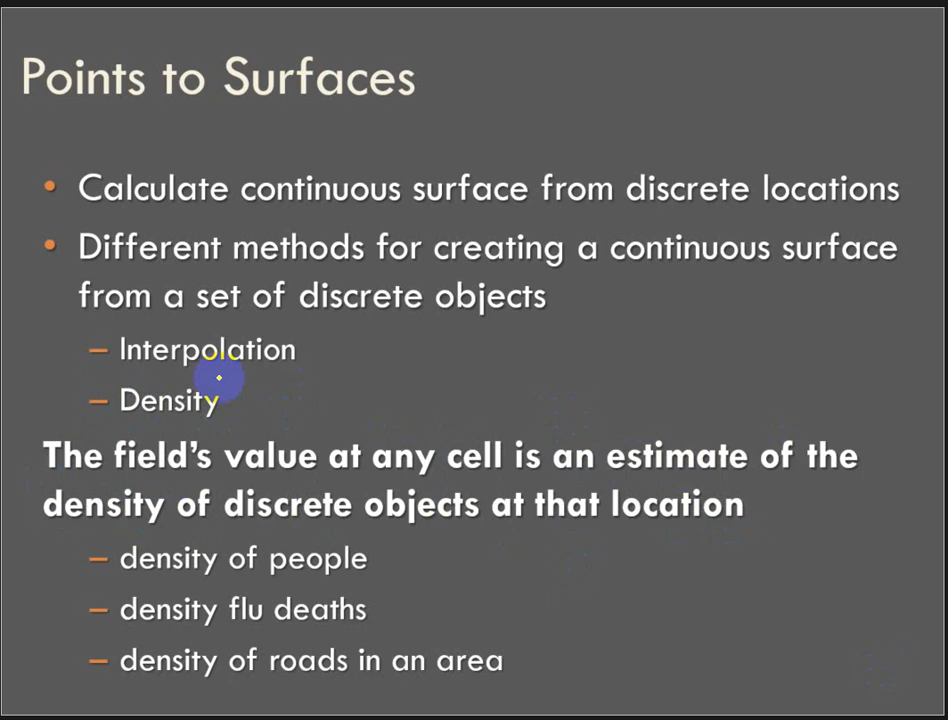 Points to Surfaces
• Calculate continuous surface from discrete locations
• Different methods for creating a continuous surface
from a set of discrete objects
– Interpolation
– Density
The field's value at any cell is an estimate of the
density of discrete objects at that location
– density of people
– density flu deaths
– density of roads in an area